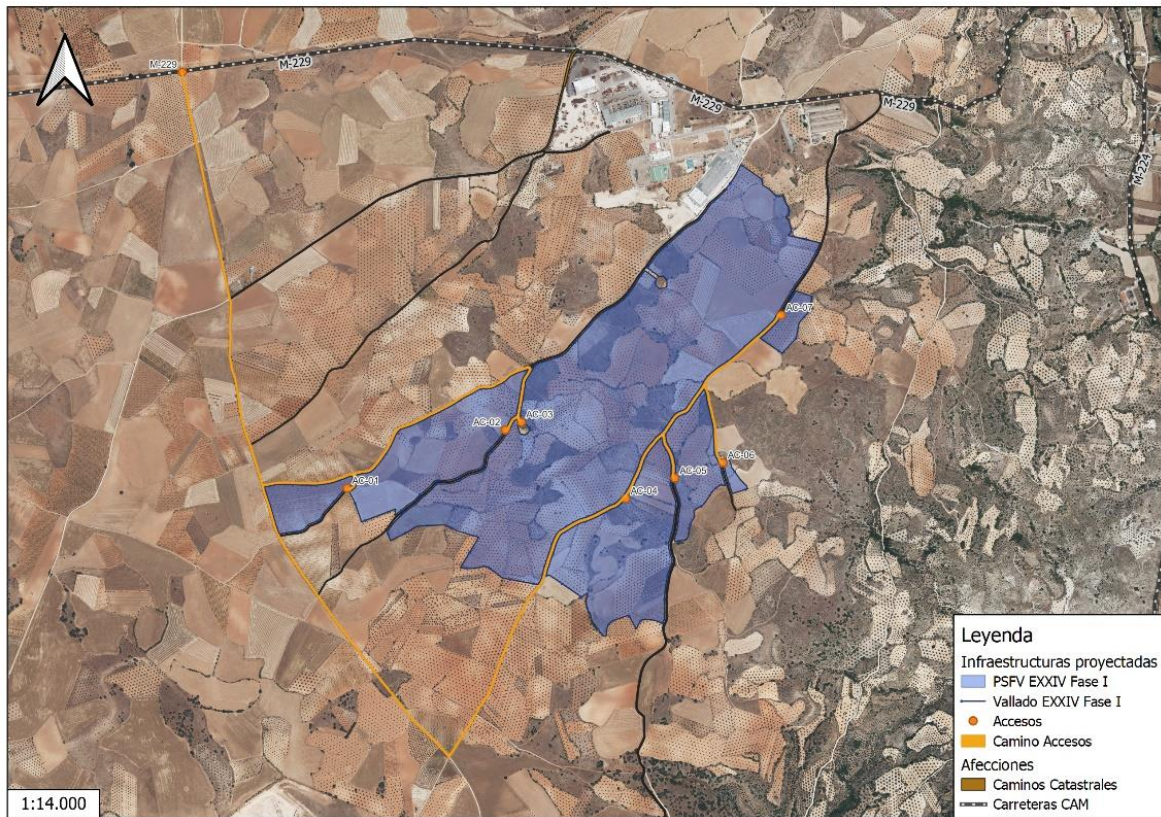 M-229
M-229
M-229
M-229
M-224
AC-07
AC-03
AC-02
AC-06
AC-05
AC-01
AC-04
Leyenda
Infraestructuras proyectadas
PSFV EXXIV Fase I
Vallado EXXIV Fase I
Accesos
Camino Accesos
Afecciones
Caminos Catastrales
Carreteras CAM
1:14.000